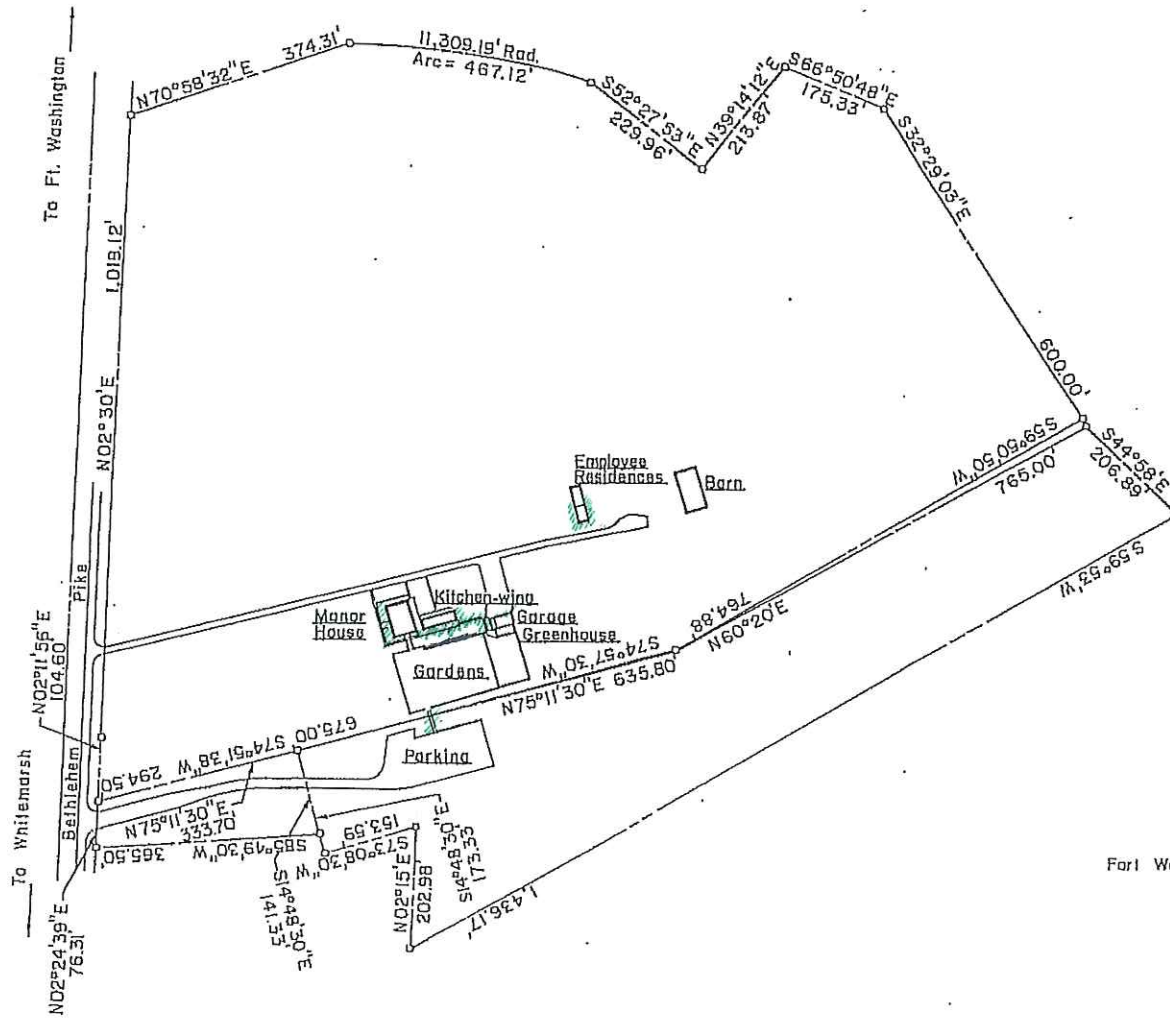 To Ft. Washington
N70°58'32"E 374.31'
11,309.19' Rad.
Arc= 467.12'
S52°27'53"E
229.96'
N39°14'12"E
213.87'
S66°50'48"E
175.33'
S32°29'03"E
600.00'
1,019.12'
N02°30'E
Employee
Residences
Barn
S59°50'50"W
765.00'
S44°58'E
206.89'
S59°53'W
1,436.17'
Pike
Kitchen-wing
Manor
House
Garage
Greenhouse
Gardens
764.88'
N60°20'E
S74°57'30"W
675.00
N75°11'30"E 635.80'
N02°11'55"E
104.60'
S74°51'38"W 294.50'
Parking
To Whitemarsh
Bethlehem
N75°11'30"E
333.70'
S85°49'30"W
365.50'
S73°08'30"W
153.59'
S14°48'30"E
175.33
S14°48'30"E
141.33'
N02°15'E
202.98'
N02°24'39"E
76.31'
Fort